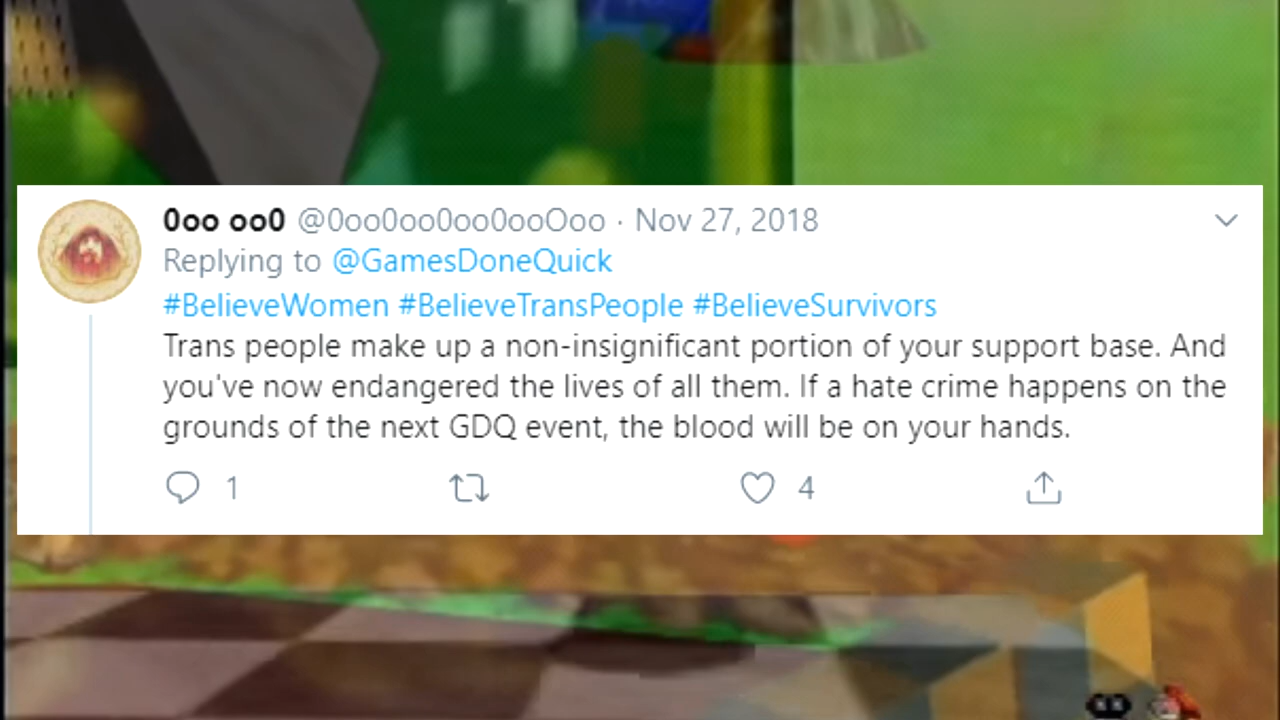 0oo oo0 @0oo0oo0oo0ooOoo · Nov 27, 2018
Replying to @GamesDoneQuick
#BelieveWomen #BelieveTransPeople #BelieveSurvivors
Trans people make up a non-insignificant portion of your support base. And
you've now endangered the lives of all them. If a hate crime happens on the
grounds of the next GDQ event, the blood will be on your hands.
1 4